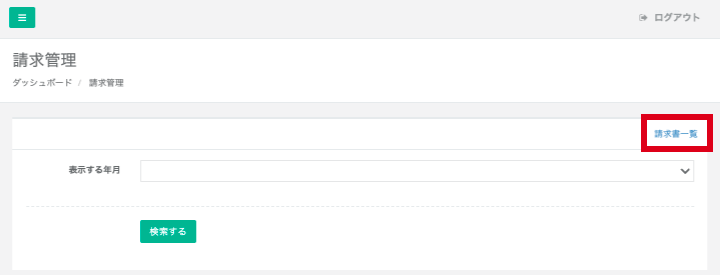 ログアウト
請求管理
ダッシュボード / 請求管理
請求書一覧
表示する年月
検索する